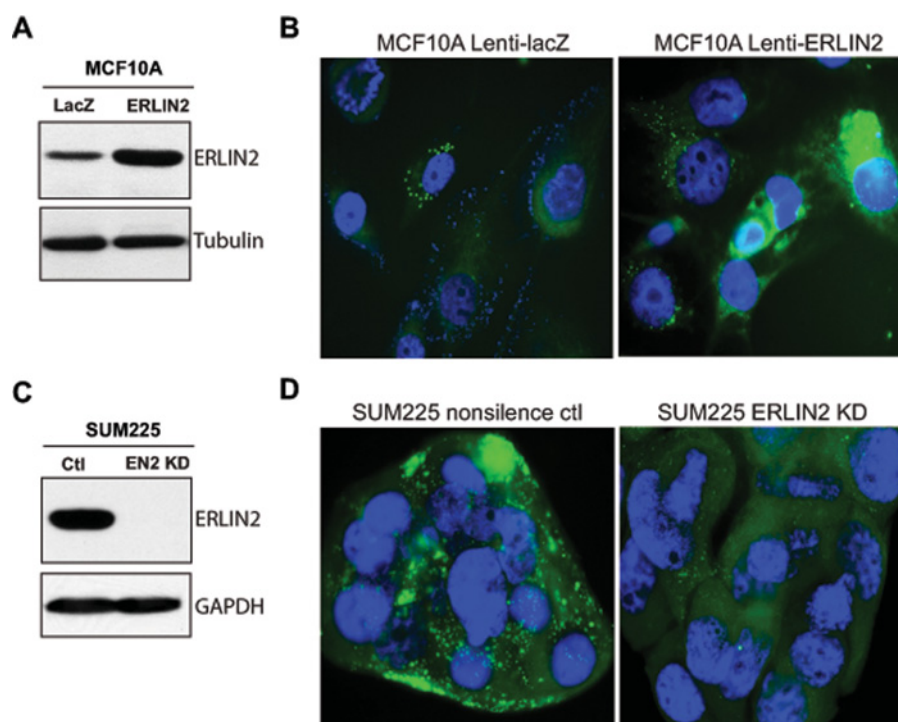 A
MCF10A
LacZ ERLIN2
ERLIN2
Tubulin
B
MCF10A Lenti-lacZ MCF10A Lenti-ERLIN2
C
SUM225
Ctl EN2 KD
ERLIN2
GAPDH
D
SUM225 nonsilence ctl SUM225 ERLIN2 KD